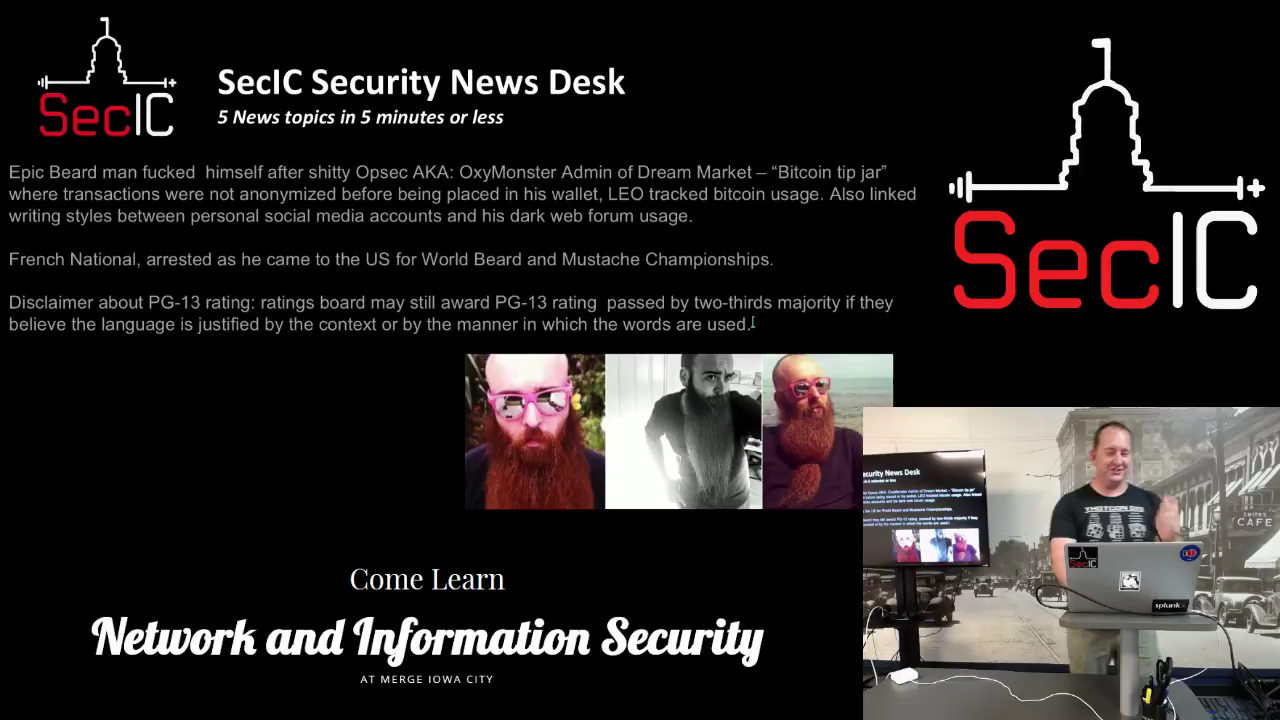 SecIC
SecIC Security News Desk
5 News topics in 5 minutes or less
Epic Beard man fucked  himself after shitty Opsec AKA: OxyMonster Admin of Dream Market – “Bitcoin tip jar”
where transactions were not anonymized before being placed in his wallet, LEO tracked bitcoin usage. Also linked
writing styles between personal social media accounts and his dark web forum usage.
French National, arrested as he came to the US for World Beard and Mustache Championships.
Disclaimer about PG-13 rating: ratings board may still award PG-13 rating  passed by two-thirds majority if they
believe the language is justified by the context or by the manner in which the words are used.[
SecIC
Come Learn
Network and Information Security
AT MERGE IOWA CITY
ecurity News Desk
SMITH'S
CAFE
SecIC
splunk>